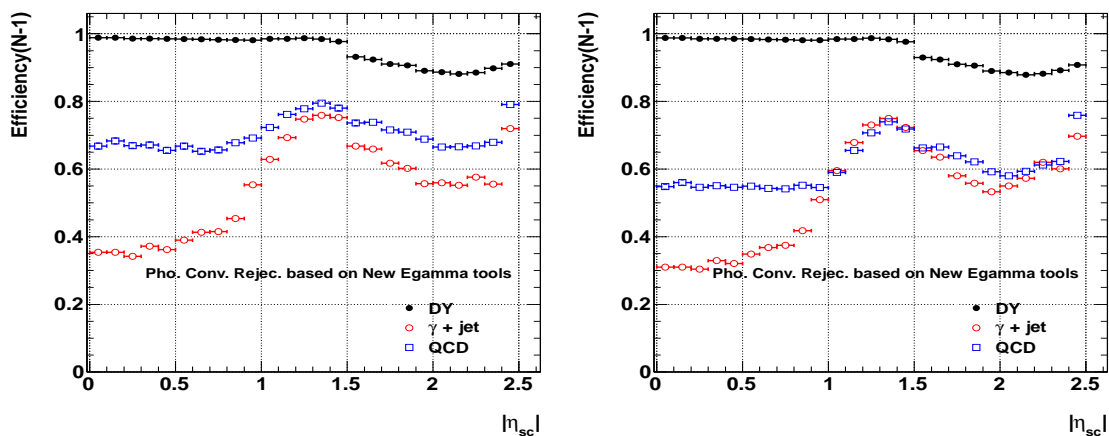 Efficiency(N-1)
1
0.8
0.6
0.4
0.2
0
Pho. Conv. Rejec. based on New Egamma tools
DY
γ + jet
QCD
0 0.5 1 1.5 2 2.5
|η_sc|
Efficiency(N-1)
1
0.8
0.6
0.4
0.2
0
Pho. Conv. Rejec. based on New Egamma tools
DY
γ + jet
QCD
0 0.5 1 1.5 2 2.5
|η_sc|